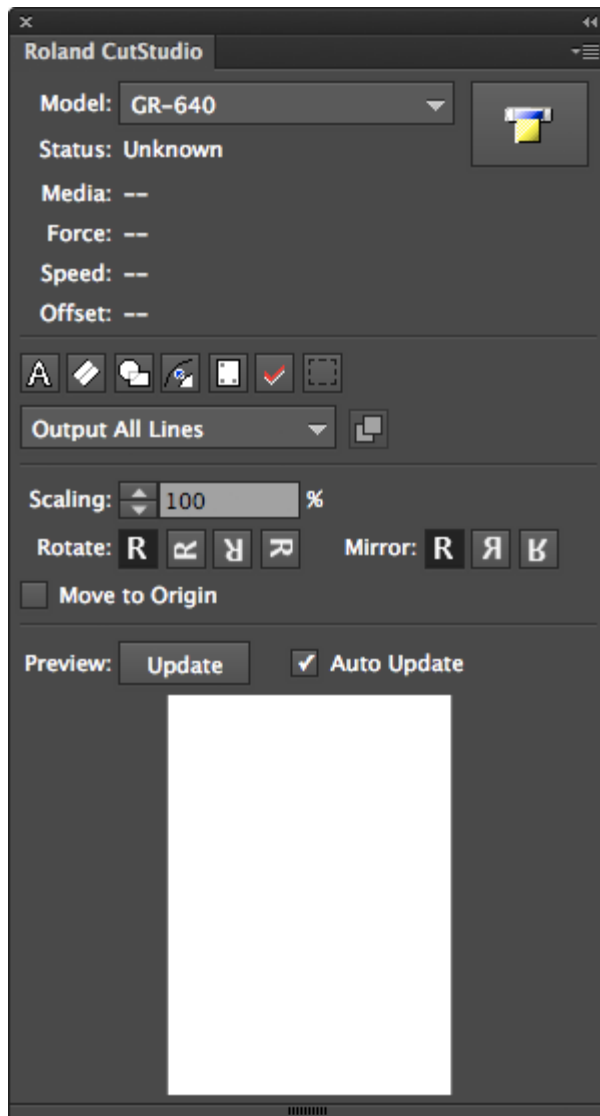 Roland CutStudio
Model: GR-640
Status: Unknown
Media: --
Force: --
Speed: --
Offset: --
A
Output All Lines
Scaling: 100 %
Rotate: R R R R Mirror: R R R
Move to Origin
Preview: Update Auto Update